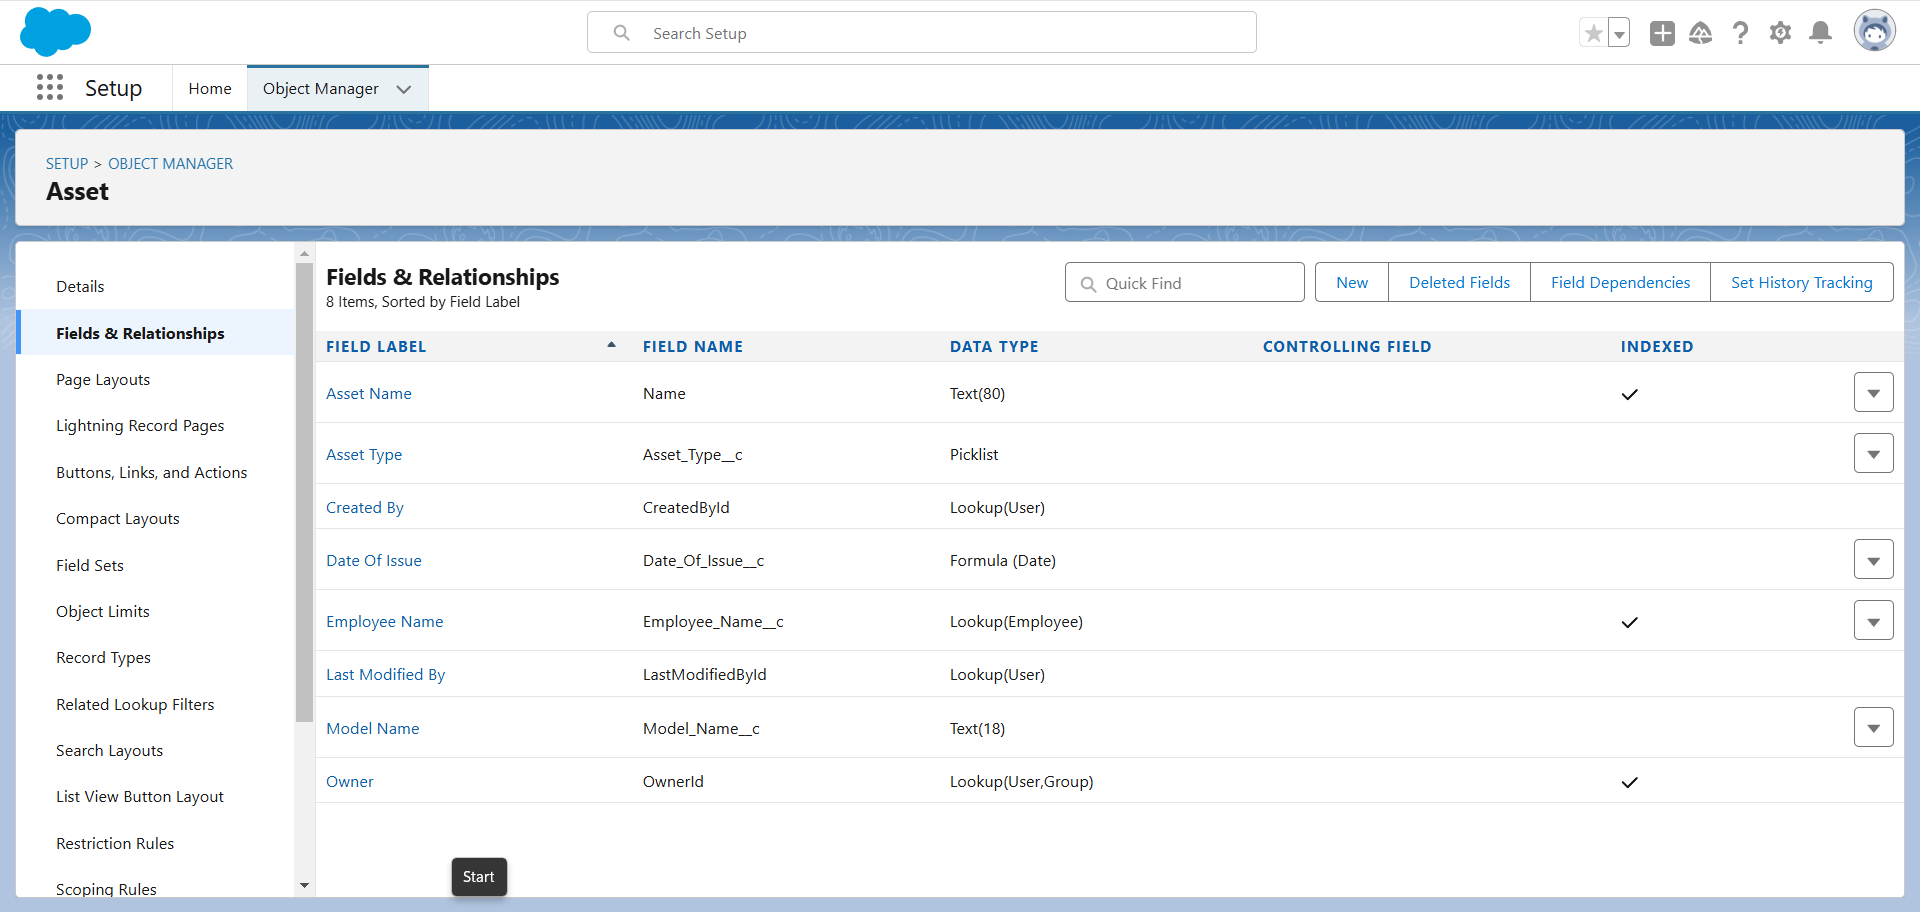 Search Setup
Setup
Home
Object Manager
SETUP > OBJECT MANAGER
Asset
Details
Fields & Relationships
Page Layouts
Lightning Record Pages
Buttons, Links, and Actions
Compact Layouts
Field Sets
Object Limits
Record Types
Related Lookup Filters
Search Layouts
List View Button Layout
Restriction Rules
Scoping Rules
Fields & Relationships
8 Items, Sorted by Field Label
Quick Find
New
Deleted Fields
Field Dependencies
Set History Tracking
FIELD LABEL FIELD NAME DATA TYPE CONTROLLING FIELD INDEXED
Asset Name Name Text(80)
Asset Type Asset_Type__c Picklist
Created By CreatedById Lookup(User)
Date Of Issue Date_Of_Issue__c Formula (Date)
Employee Name Employee_Name__c Lookup(Employee)
Last Modified By LastModifiedById Lookup(User)
Model Name Model_Name__c Text(18)
Owner OwnerId Lookup(User,Group)
Start